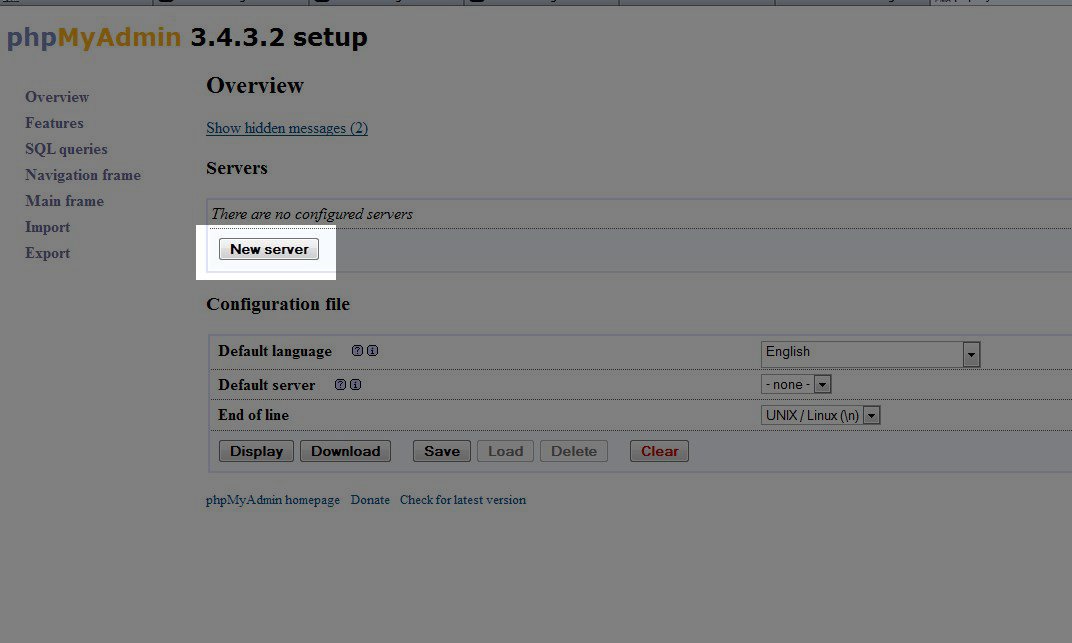 phpMyAdmin 3.4.3.2 setup
Overview
Features
SQL queries
Navigation frame
Main frame
Import
Export
Overview
Show hidden messages (2)
Servers
There are no configured servers
New server
Configuration file
Default language English
Default server - none -
End of line UNIX / Linux (\n)
Display Download Save Load Delete Clear
phpMyAdmin homepage Donate Check for latest version